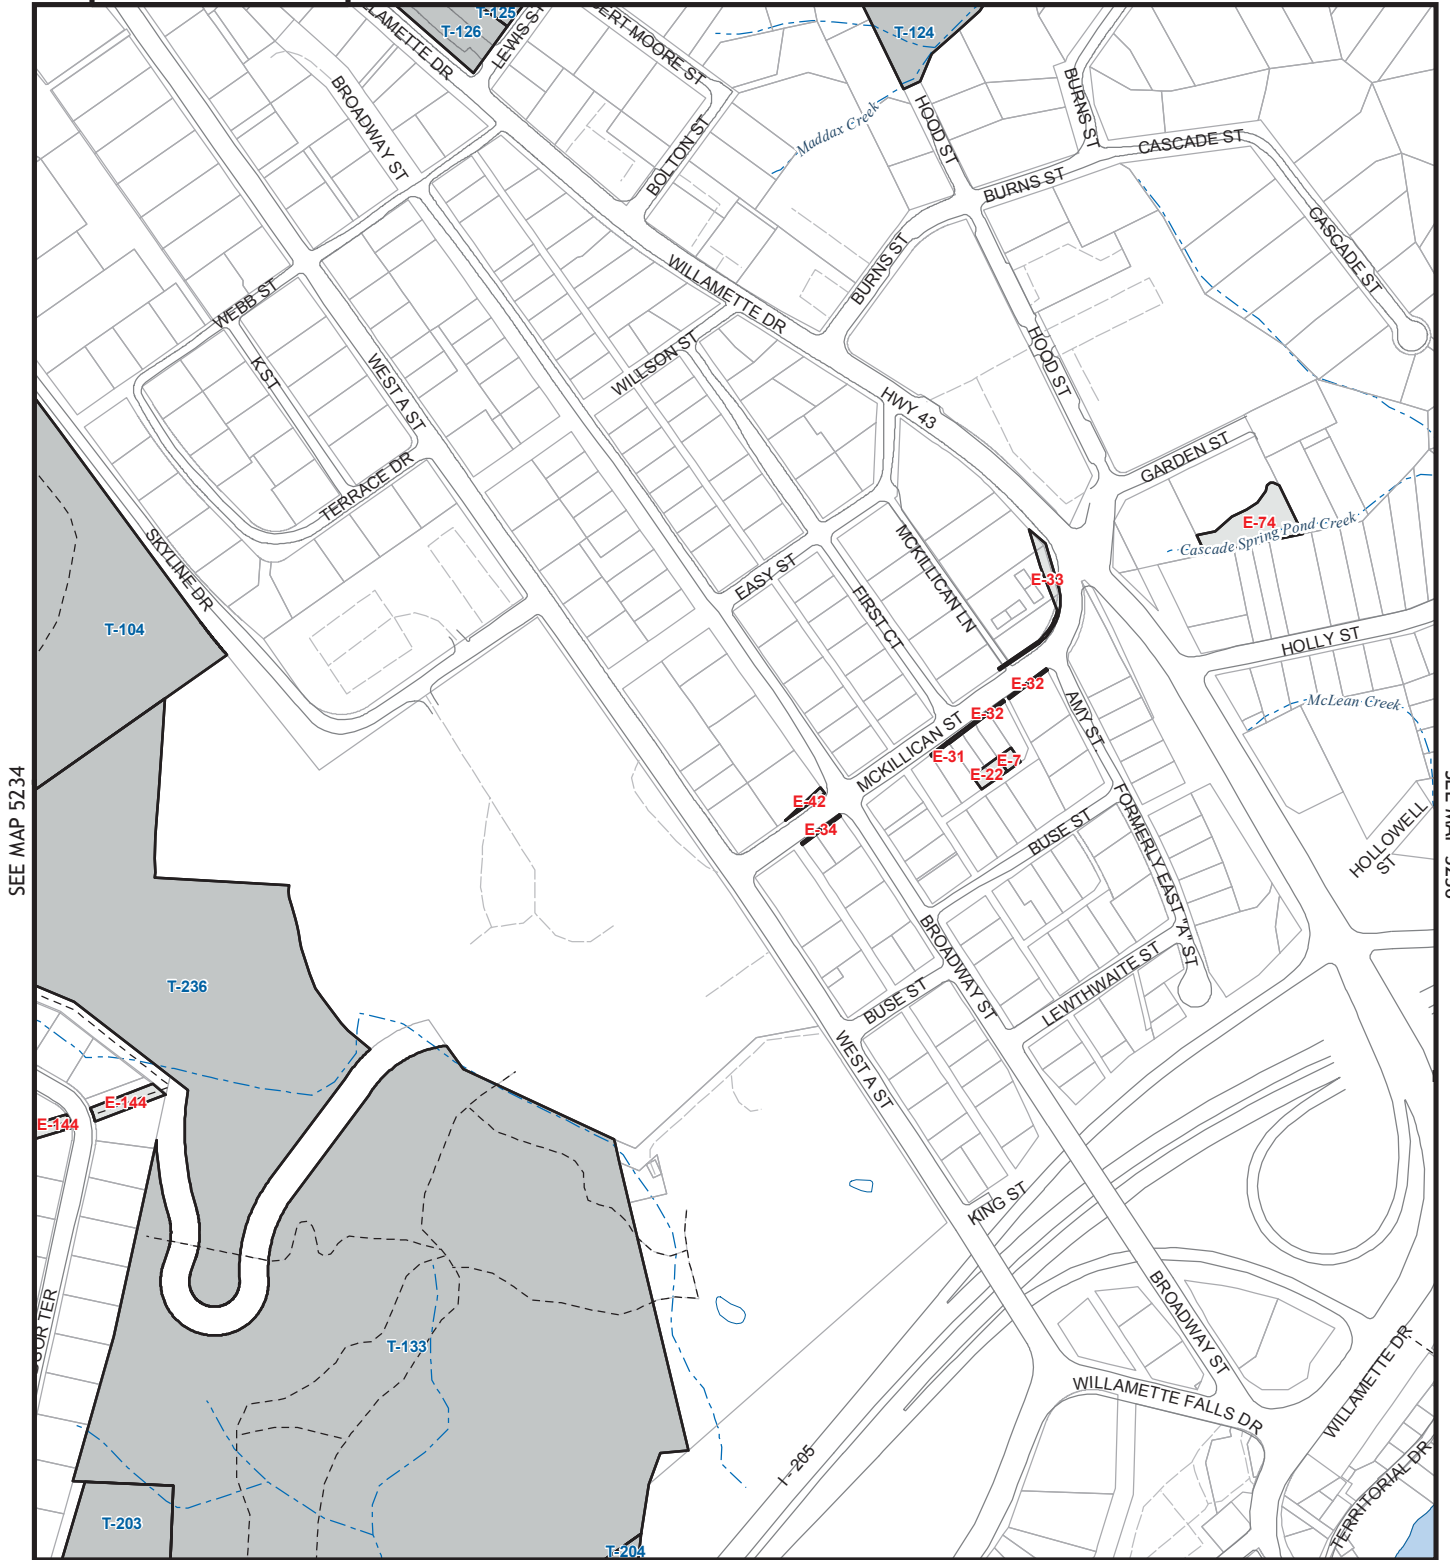 T-125
T-126
LEWIS ST
T-124
WILLAMETTE DR
BROADWAY ST
BOLTON ST
Maddax Creek
HOOD ST
BURNS ST
CASCADE ST
BURNS ST
CASCADE ST
BURNS ST
WILLAMETTE DR
WEBB ST
K ST
WEST A ST
WILLSON ST
HOOD ST
HWY 43
GARDEN ST
TERRACE DR
E-74
Cascade Spring Pond Creek
SKYLINE DR
MCKILLICAN LN
E-33
EASY ST
FIRST CT
T-104
HOLLY ST
E-32
McLean Creek
E-32
AMY ST
MCKILLICAN ST
E-31
E-7
E-22
SEE MAP 5234
E-42
E-34
BUSE ST
FORMERLY EAST "A" ST
HOLLOWELL
ST
BROADWAY ST
T-236
BUSE ST
LEWTHWAITE ST
WEST A ST
E-144
E-144
KING ST
BROADWAY ST
T-133
WILLAMETTE FALLS DR
WILLAMETTE DR
I - 205
TERRITORIAL DR
T-203
T-204